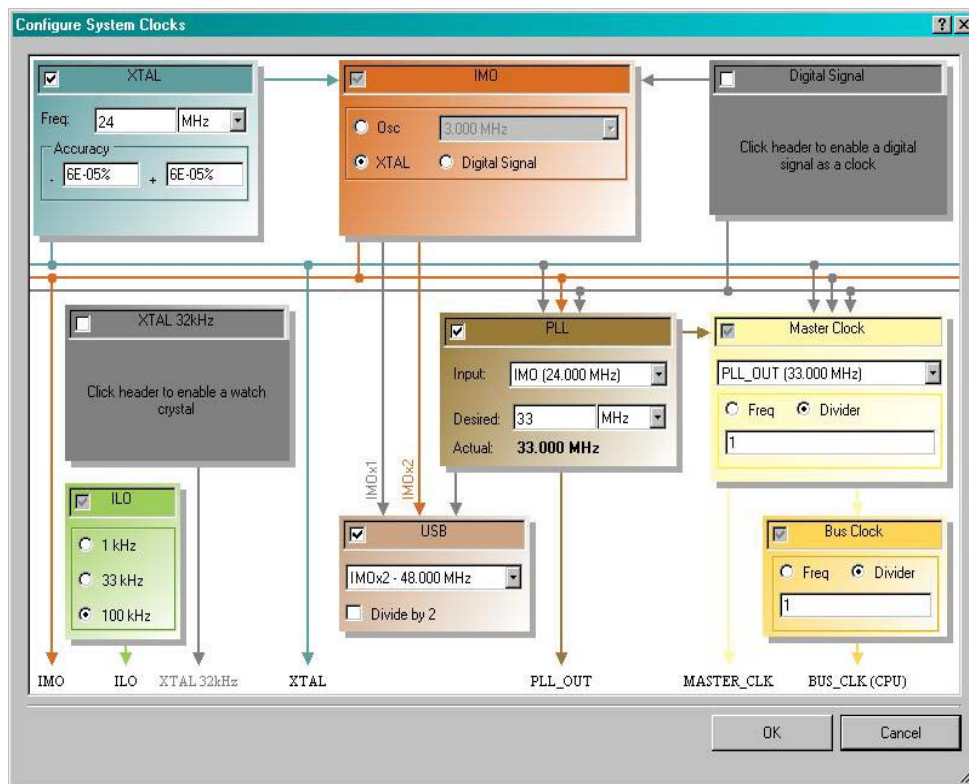 Configure System Clocks
XTAL
Freq: 24 MHz
Accuracy
- 6E-05% + 6E-05%
IMO
Osc 3.000 MHz
XTAL Digital Signal
Digital Signal
Click header to enable a digital
signal as a clock
XTAL 32kHz
Click header to enable a watch
crystal
PLL
Input: IMO (24.000 MHz)
Desired: 33 MHz
Actual: 33.000 MHz
Master Clock
PLL_OUT (33.000 MHz)
Freq Divider
1
IMOx1
IMOx2
ILO
1 kHz
33 kHz
100 kHz
USB
IMOx2 - 48.000 MHz
Divide by 2
Bus Clock
Freq Divider
1
IMO ILO XTAL 32kHz XTAL PLL_OUT MASTER_CLK BUS_CLK (CPU)
OK Cancel